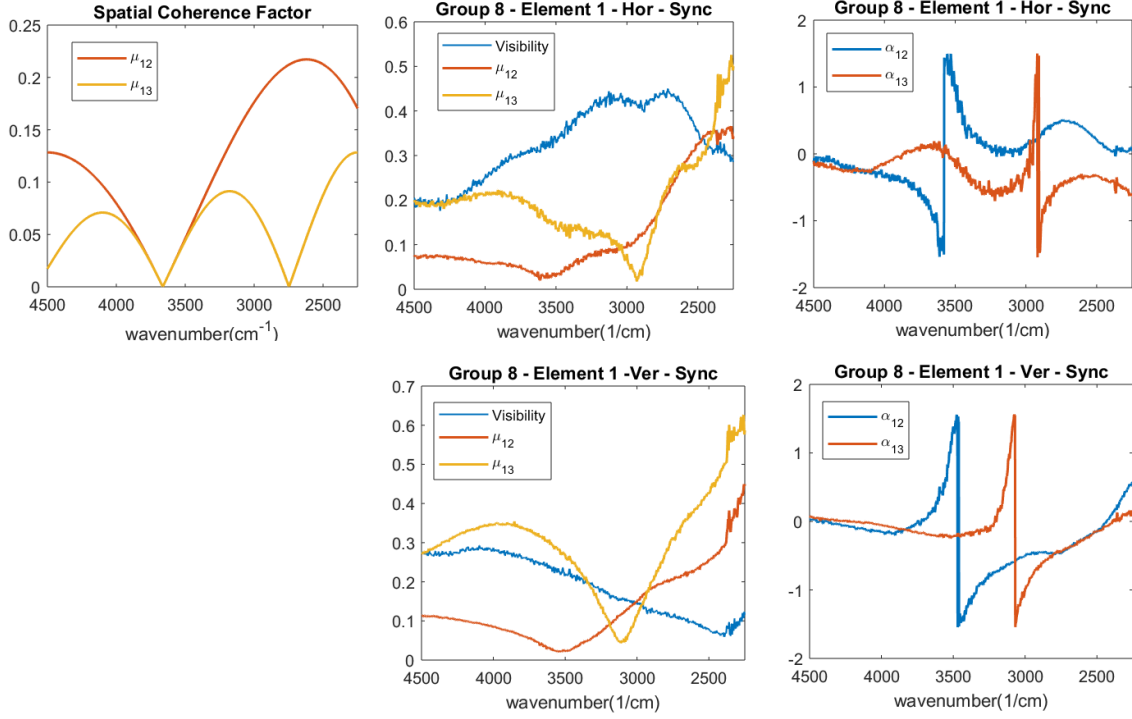 Spatial Coherence Factor
μ12
μ13
0.25
0.2
0.15
0.1
0.05
0
4500
4000
3500
3000
2500
wavenumber(cm-1)
Group 8 - Element 1 - Hor - Sync
Visibility
μ12
μ13
0.6
0.5
0.4
0.3
0.2
0.1
0
4500
4000
3500
3000
2500
wavenumber(1/cm)
Group 8 - Element 1 - Hor - Sync
α12
α13
2
1
0
-1
-2
4500
4000
3500
3000
2500
wavenumber(1/cm)
Group 8 - Element 1 -Ver - Sync
Visibility
μ12
μ13
0.7
0.6
0.5
0.4
0.3
0.2
0.1
0
4500
4000
3500
3000
2500
wavenumber(1/cm)
Group 8 - Element 1 - Ver - Sync
α12
α13
2
1
0
-1
-2
4500
4000
3500
3000
2500
wavenumber(1/cm)